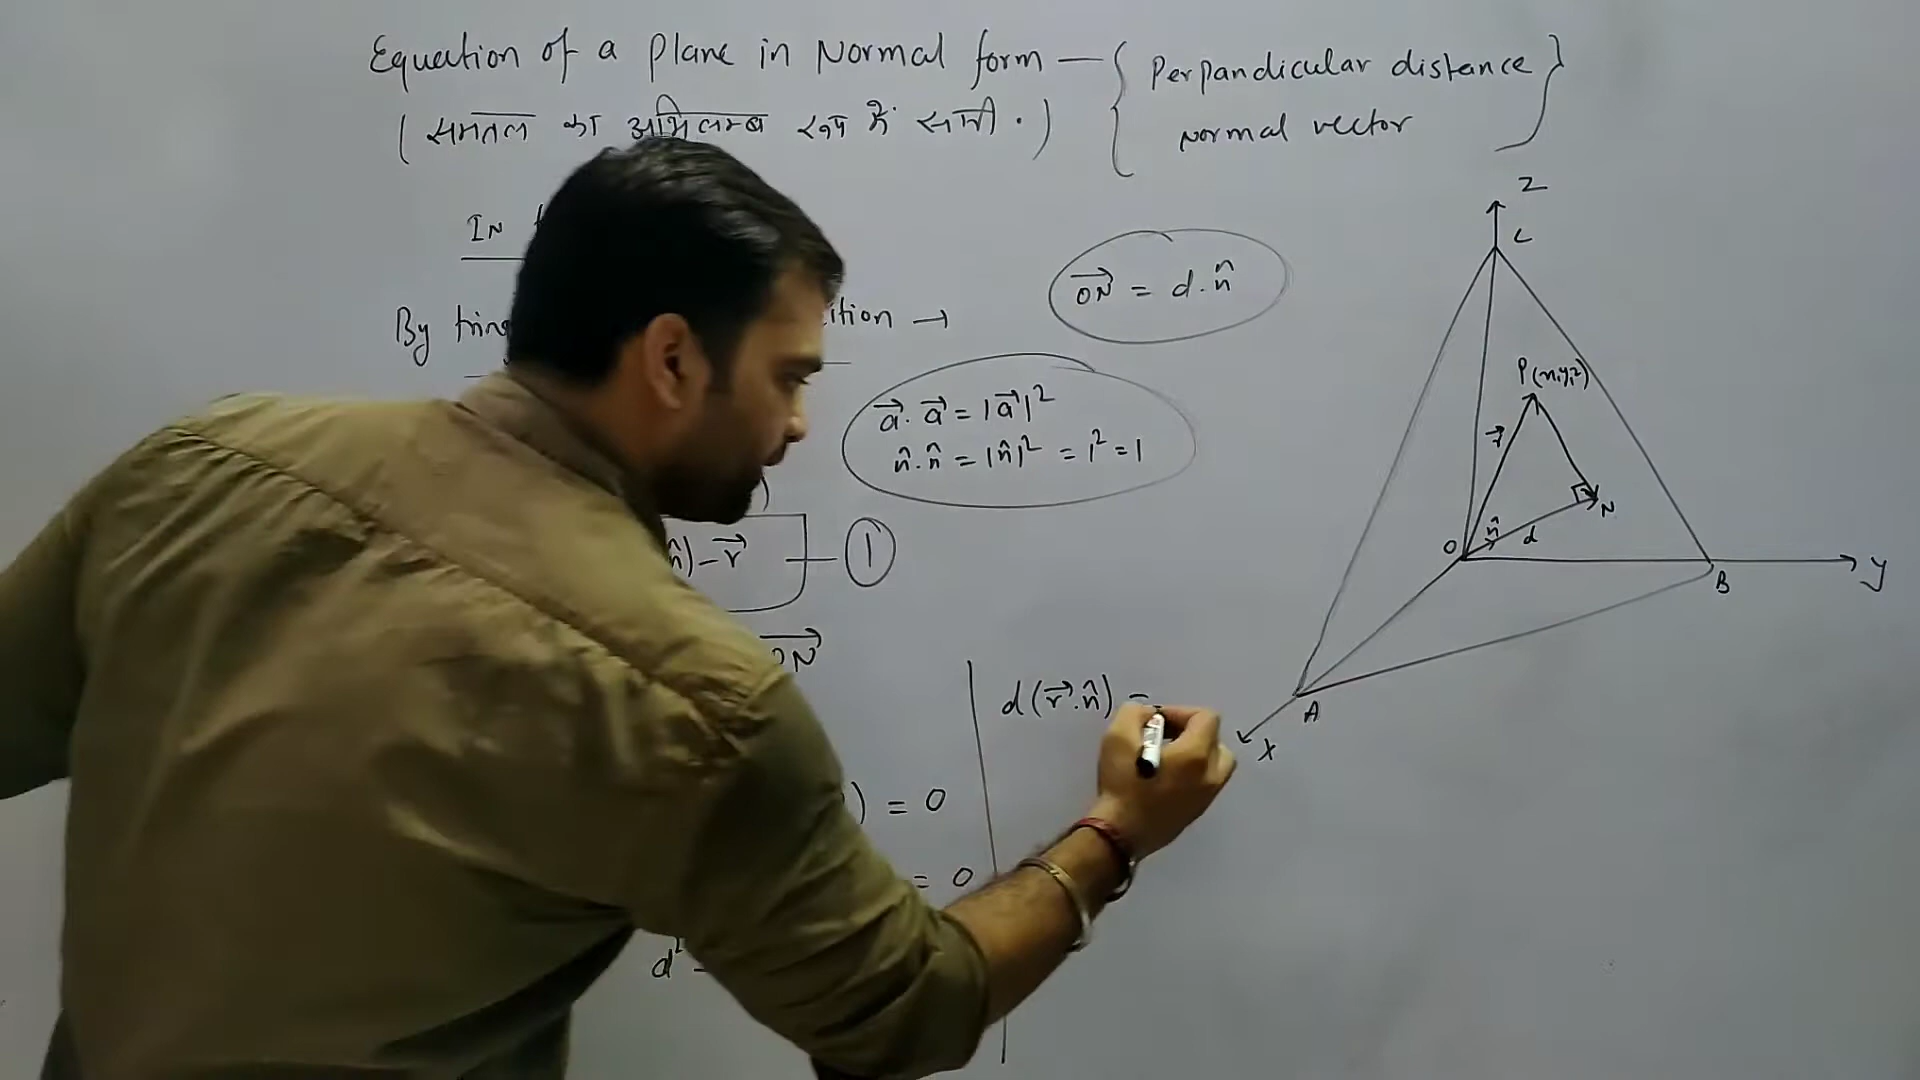 Equation of a Plane in Normal form — { Perpandicular distance
Normal vector }
( समतल का अभिलम्ब रूप में समी . )
IN
By ition →
→ON = d . n̂
→a . →a = |→a|²
n̂ . n̂ = |n̂|² = 1² = 1
n̂) - →r — ①
→ON
d(→r . n̂) =
) = 0
= 0
d² -
Z
C
P(x,y,z)
→r
n̂
d
N
O
B
y
A
X